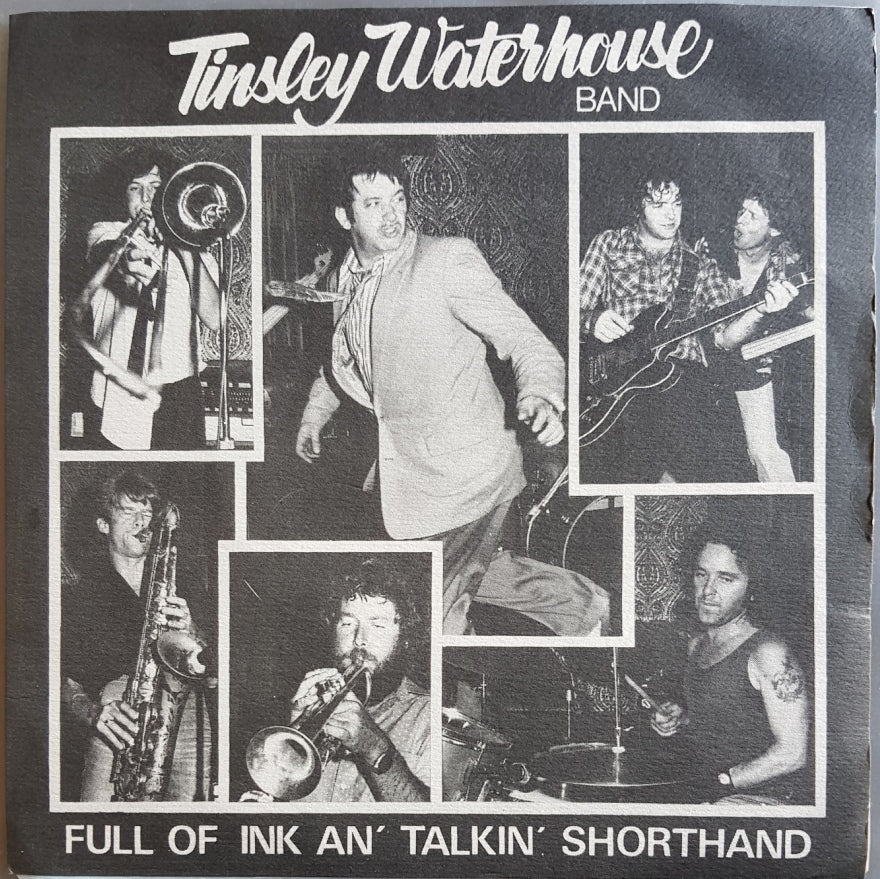 Tinsley Waterhouse
BAND
FULL OF INK AN´ TALKIN´ SHORTHAND